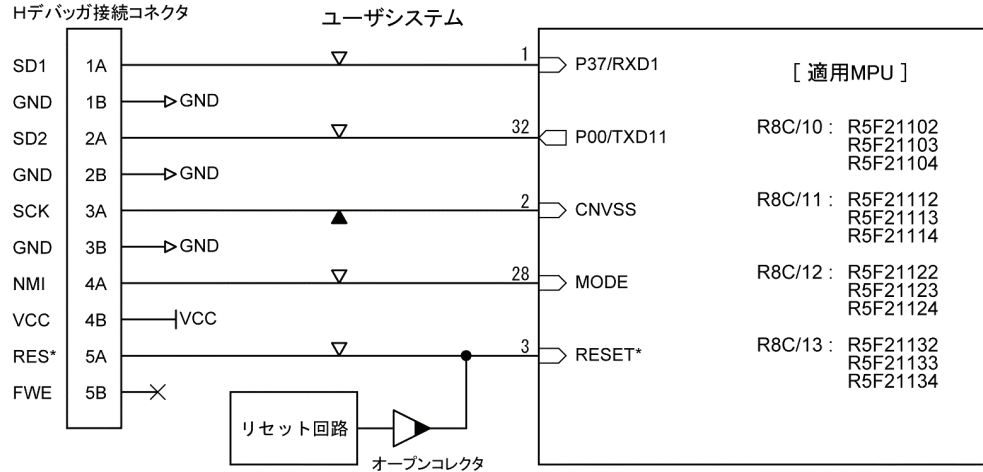 Hデバッガ接続コネクタ
ユーザシステム
SD1 1A 1 P37/RXD1
GND 1B GND
SD2 2A 32 P00/TXD11
GND 2B GND
SCK 3A 2 CNVSS
GND 3B GND
NMI 4A 28 MODE
VCC 4B VCC
RES* 5A 3 RESET*
FWE 5B
リセット回路
オープンコレクタ
[ 適用MPU ]
R8C/10 : R5F21102
R5F21103
R5F21104
R8C/11 : R5F21112
R5F21113
R5F21114
R8C/12 : R5F21122
R5F21123
R5F21124
R8C/13 : R5F21132
R5F21133
R5F21134